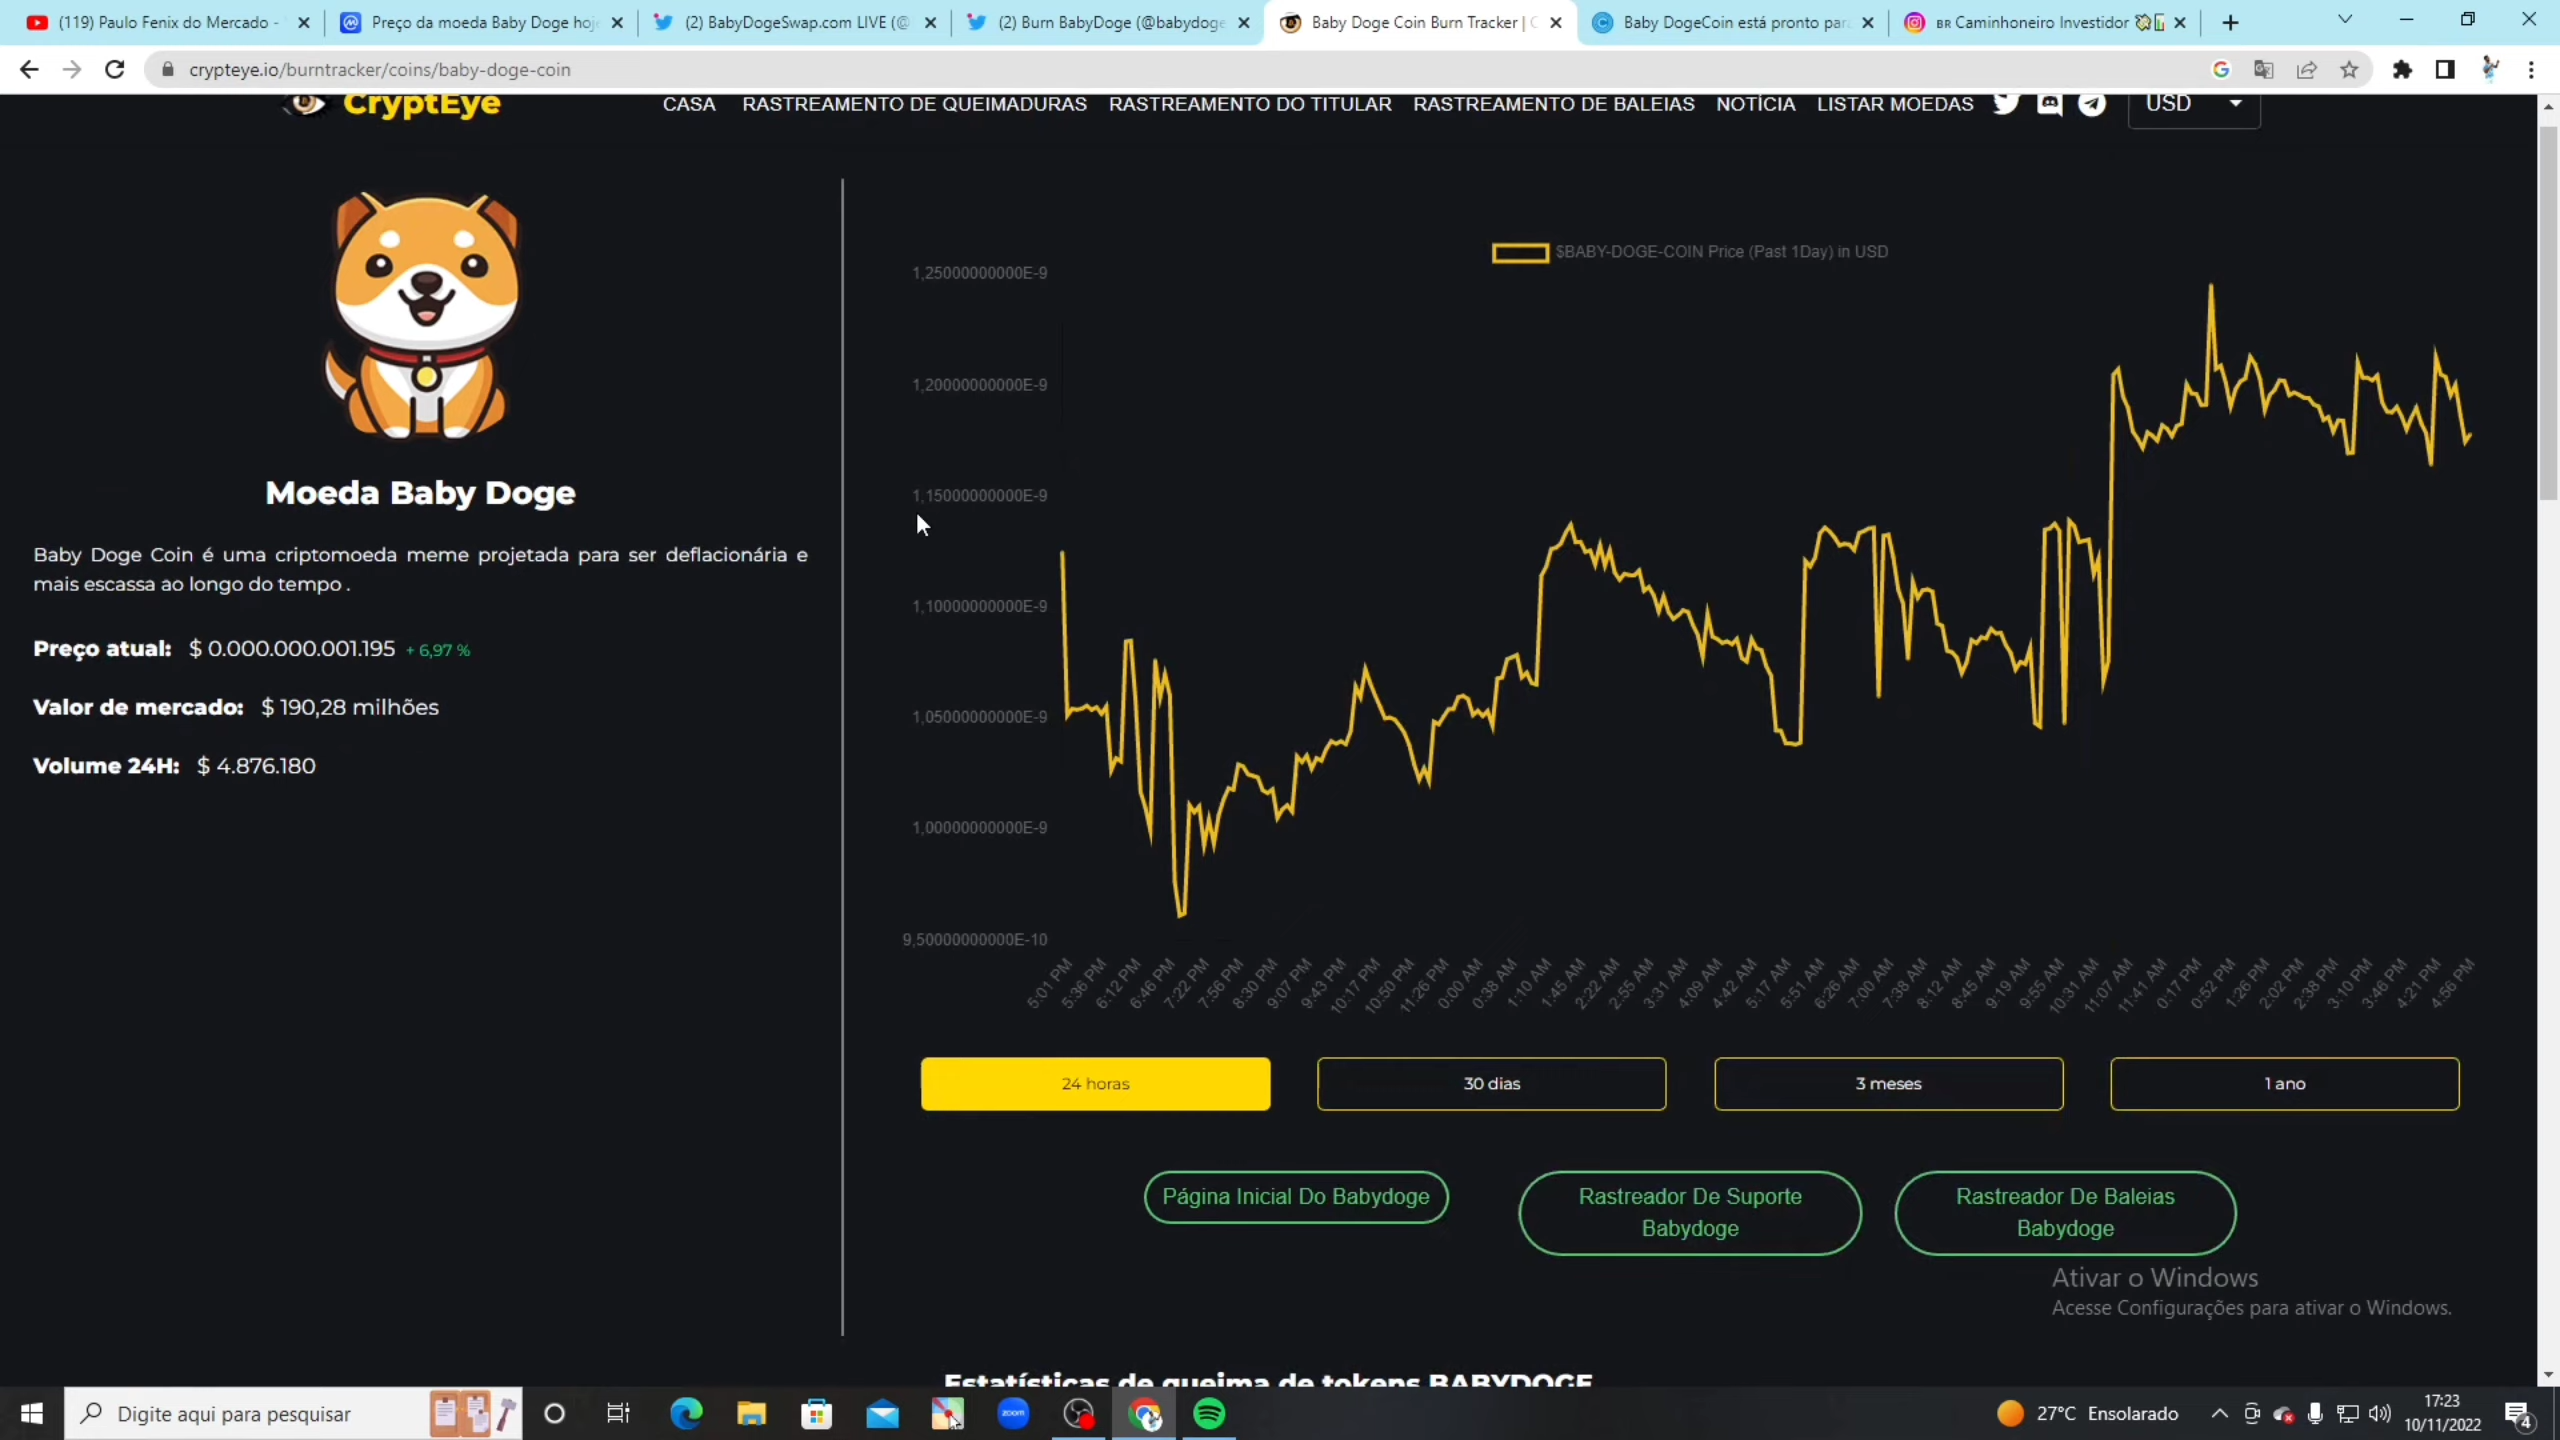 (119) Paulo Fenix do Mercado -
Preço da moeda Baby Doge hoj
(2) BabyDogeSwap.com LIVE (@
(2) Burn BabyDoge (@babydoge
Baby Doge Coin Burn Tracker | C
Baby DogeCoin está pronto par
BR Caminhoneiro Investidor
crypteye.io/burntracker/coins/baby-doge-coin
CryptEye
CASA
RASTREAMENTO DE QUEIMADURAS
RASTREAMENTO DO TITULAR
RASTREAMENTO DE BALEIAS
NOTÍCIA
LISTAR MOEDAS
USD
Moeda Baby Doge
Baby Doge Coin é uma criptomoeda meme projetada para ser deflacionária e
mais escassa ao longo do tempo .
Preço atual: $ 0.000.000.001.195 + 6,97 %
Valor de mercado: $ 190,28 milhões
Volume 24H: $ 4.876.180
$BABY-DOGE-COIN Price (Past 1Day) in USD
1,25000000000E-9
1,20000000000E-9
1,15000000000E-9
1,10000000000E-9
1,05000000000E-9
1,00000000000E-9
9,50000000000E-10
5:01 PM
5:36 PM
6:12 PM
6:46 PM
7:22 PM
7:56 PM
8:30 PM
9:07 PM
9:43 PM
10:17 PM
10:50 PM
11:26 PM
0:00 AM
0:38 AM
1:10 AM
1:45 AM
2:22 AM
2:55 AM
3:31 AM
4:09 AM
4:42 AM
5:17 AM
5:51 AM
6:26 AM
7:00 AM
7:38 AM
8:12 AM
8:45 AM
9:19 AM
9:55 AM
10:31 AM
11:07 AM
11:41 AM
0:17 PM
0:52 PM
1:26 PM
2:02 PM
2:38 PM
3:10 PM
3:46 PM
4:21 PM
4:56 PM
24 horas
30 dias
3 meses
1 ano
Página Inicial Do Babydoge
Rastreador De Suporte
Babydoge
Rastreador De Baleias
Babydoge
Ativar o Windows
Acesse Configurações para ativar o Windows.
Estatísticas de queima de tokens BABYDOGE
Digite aqui para pesquisar
zoom
27°C Ensolarado
17:23
10/11/2022
4